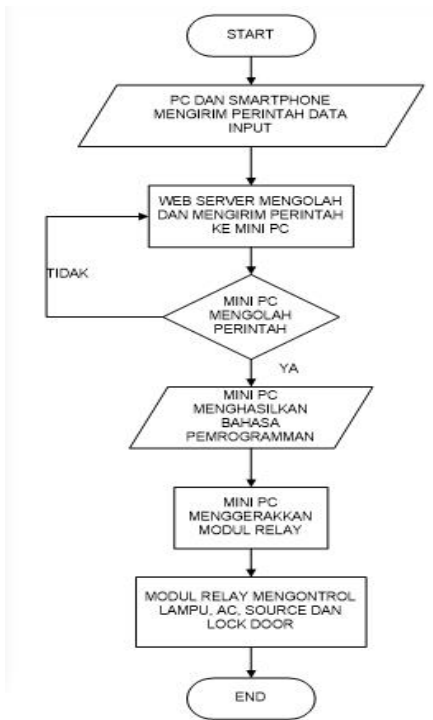 START
PC DAN SMARTPHONE
MENGIRIM PERINTAH DATA
INPUT
WEB SERVER MENGOLAH
DAN MENGIRIM PERINTAH
KE MINI PC
TIDAK
MINI PC
MENGOLAH
PERINTAH
YA
MINI PC
MENGHASILKAN
BAHASA
PEMROGRAMMAN
MINI PC
MENGGERAKKAN
MODUL RELAY
MODUL RELAY MENGONTROL
LAMPU, AC, SOURCE DAN
LOCK DOOR
END